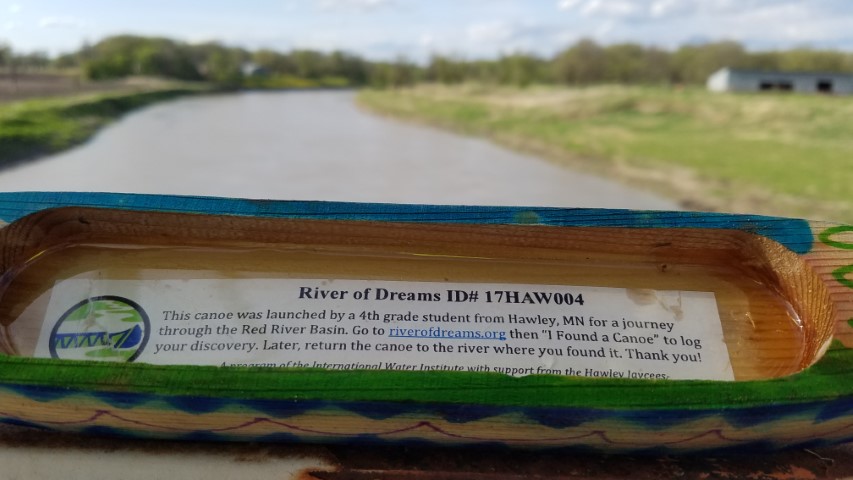 River of Dreams ID# 17HAW004
This canoe was launched by a 4th grade student from Hawley, MN for a journey
through the Red River Basin. Go to riverofdreams.org then "I Found a Canoe" to log
your discovery. Later, return the canoe to the river where you found it. Thank you!
A program of the International Water Institute with support from the Hawley Jaycees.